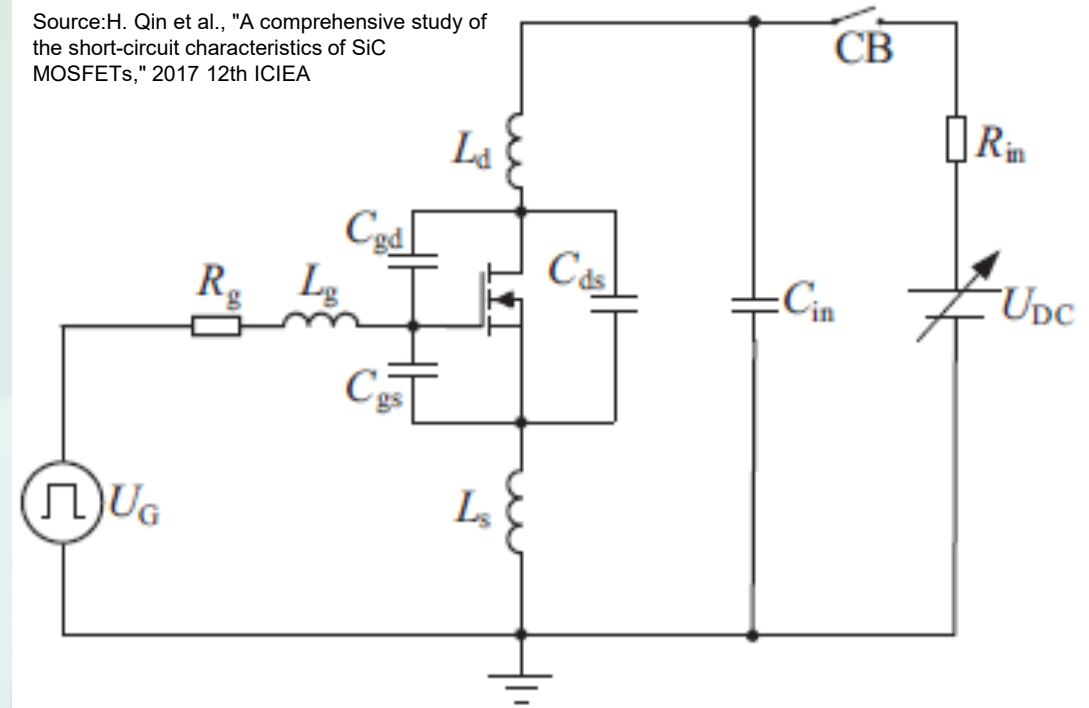 Source:H. Qin et al., "A comprehensive study of
the short-circuit characteristics of SiC
MOSFETs," 2017 12th ICIEA
CB
Rin
Ld
Cgd
Cds
Rg
Lg
Cin
UDC
Cgs
UG
Ls